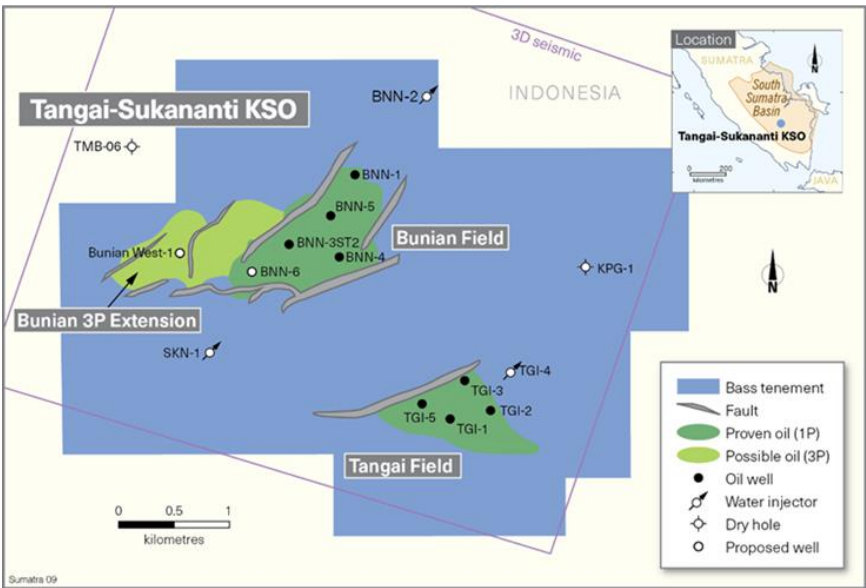 3D seismic
INDONESIA
Tangai-Sukananti KSO
BNN-2
TMB-06
BNN-1
BNN-5
Bunian Field
BNN-3ST2
BNN-4
Bunian West-1
BNN-6
KPG-1
Bunian 3P Extension
SKN-1
TGI-4
TGI-3
TGI-5
TGI-2
TGI-1
Tangai Field
N
0 0.5 1
kilometres
Sumatra 09
Location
SUMATRA
N
South
Sumatra
Basin
Tangai-Sukananti KSO
0 200
kilometres
JAVA
Bass tenement
Fault
Proven oil (1P)
Possible oil (3P)
Oil well
Water injector
Dry hole
Proposed well